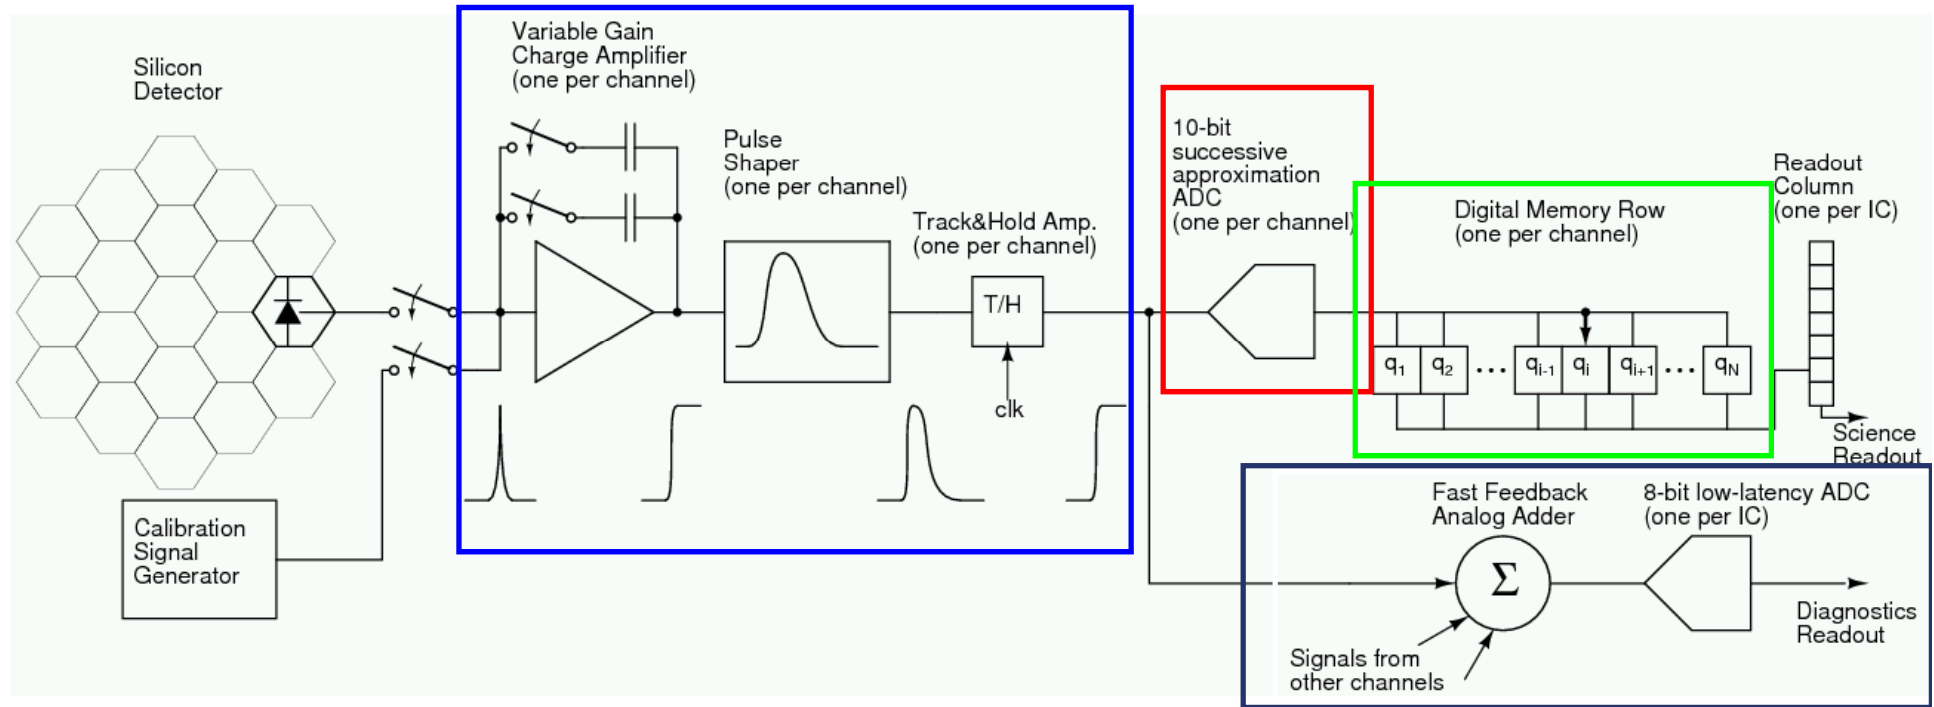 Silicon
Detector
Variable Gain
Charge Amplifier
(one per channel)
Pulse
Shaper
(one per channel)
Track&Hold Amp.
(one per channel)
T/H
clk
10-bit
successive
approximation
ADC
(one per channel)
Digital Memory Row
(one per channel)
q1 q2 ... qi-1 qi qi+1 ... qN
Readout
Column
(one per IC)
Science
Readout
Calibration
Signal
Generator
Fast Feedback
Analog Adder
8-bit low-latency ADC
(one per IC)
Σ
Signals from
other channels
Diagnostics
Readout